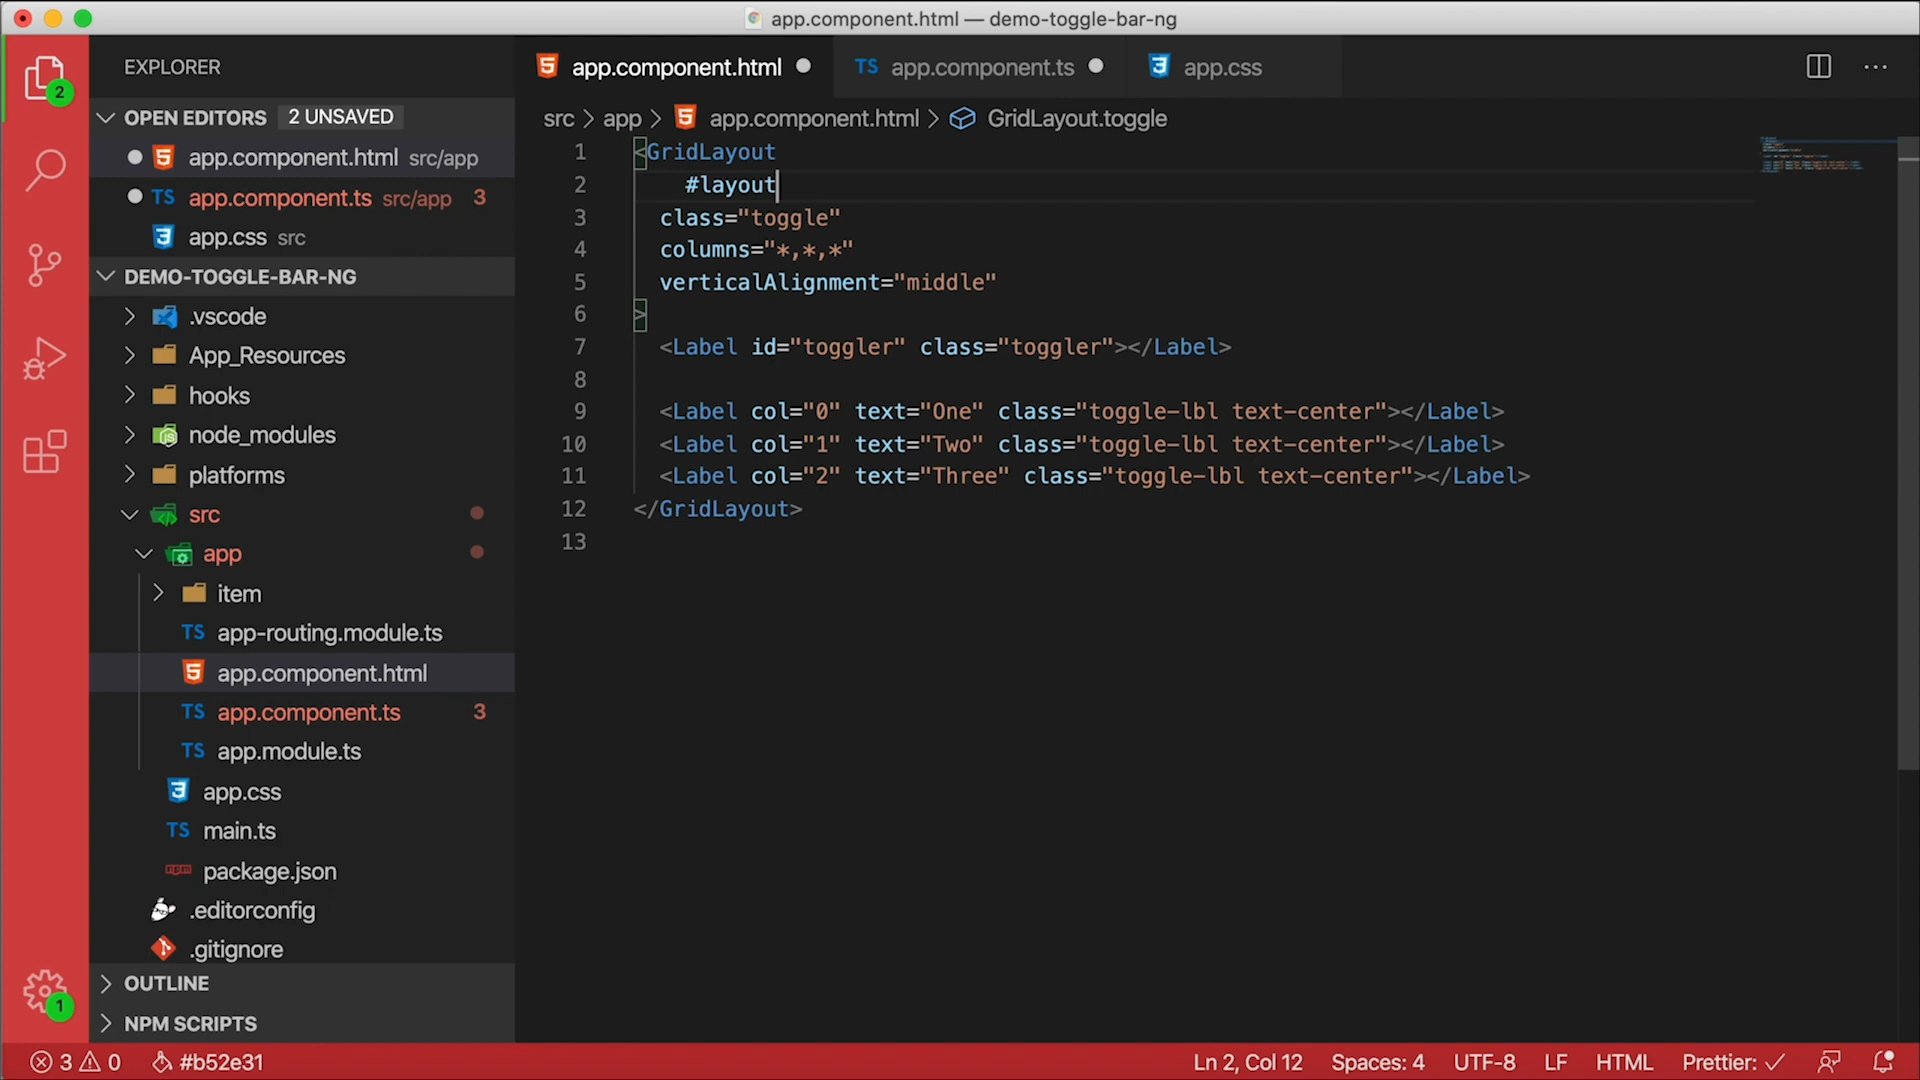 app.component.html — demo-toggle-bar-ng
EXPLORER
OPEN EDITORS 2 UNSAVED
app.component.html src/app
TS app.component.ts src/app 3
app.css src
DEMO-TOGGLE-BAR-NG
.vscode
App_Resources
hooks
node_modules
platforms
src
app
item
TS app-routing.module.ts
app.component.html
TS app.component.ts 3
TS app.module.ts
app.css
TS main.ts
package.json
.editorconfig
.gitignore
OUTLINE
NPM SCRIPTS
2
1
app.component.html
TS app.component.ts
app.css
src > app > app.component.html > GridLayout.toggle
1 <GridLayout
2 #layout
3 class="toggle"
4 columns="*,*,*"
5 verticalAlignment="middle"
6 >
7 <Label id="toggler" class="toggler"></Label>
8
9 <Label col="0" text="One" class="toggle-lbl text-center"></Label>
10 <Label col="1" text="Two" class="toggle-lbl text-center"></Label>
11 <Label col="2" text="Three" class="toggle-lbl text-center"></Label>
12 </GridLayout>
13
3 0 #b52e31
Ln 2, Col 12 Spaces: 4 UTF-8 LF HTML Prettier: ✓